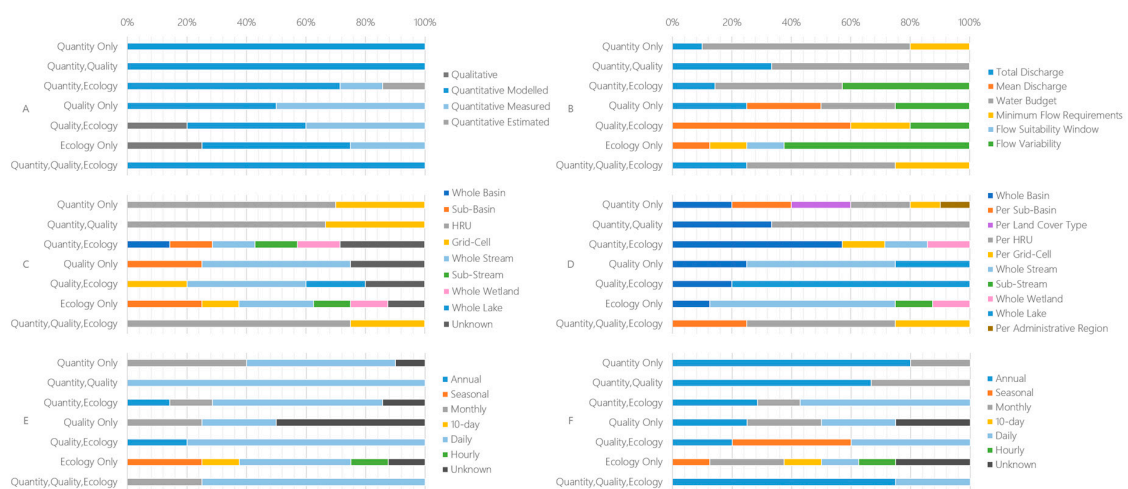 0% 20% 40% 60% 80% 100%
Quantity Only
Quantity,Quality
Quantity,Ecology
A
Quality Only
Quality,Ecology
Ecology Only
Quantity,Quality,Ecology
Qualitative
Quantitative Modelled
Quantitative Measured
Quantitative Estimated
0% 20% 40% 60% 80% 100%
Quantity Only
Quantity,Quality
Quantity,Ecology
B
Quality Only
Quality,Ecology
Ecology Only
Quantity,Quality,Ecology
Total Discharge
Mean Discharge
Water Budget
Minimum Flow Requirements
Flow Suitability Window
Flow Variability
Quantity Only
Quantity,Quality
Quantity,Ecology
C
Quality Only
Quality,Ecology
Ecology Only
Quantity,Quality,Ecology
Whole Basin
Sub-Basin
HRU
Grid-Cell
Whole Stream
Sub-Stream
Whole Wetland
Whole Lake
Unknown
Quantity Only
Quantity,Quality
Quantity,Ecology
D
Quality Only
Quality,Ecology
Ecology Only
Quantity,Quality,Ecology
Whole Basin
Per Sub-Basin
Per Land Cover Type
Per HRU
Per Grid-Cell
Whole Stream
Sub-Stream
Whole Wetland
Whole Lake
Per Administrative Region
Quantity Only
Quantity,Quality
Quantity,Ecology
E
Quality Only
Quality,Ecology
Ecology Only
Quantity,Quality,Ecology
Annual
Seasonal
Monthly
10-day
Daily
Hourly
Unknown
Quantity Only
Quantity,Quality
Quantity,Ecology
F
Quality Only
Quality,Ecology
Ecology Only
Quantity,Quality,Ecology
Annual
Seasonal
Monthly
10-day
Daily
Hourly
Unknown